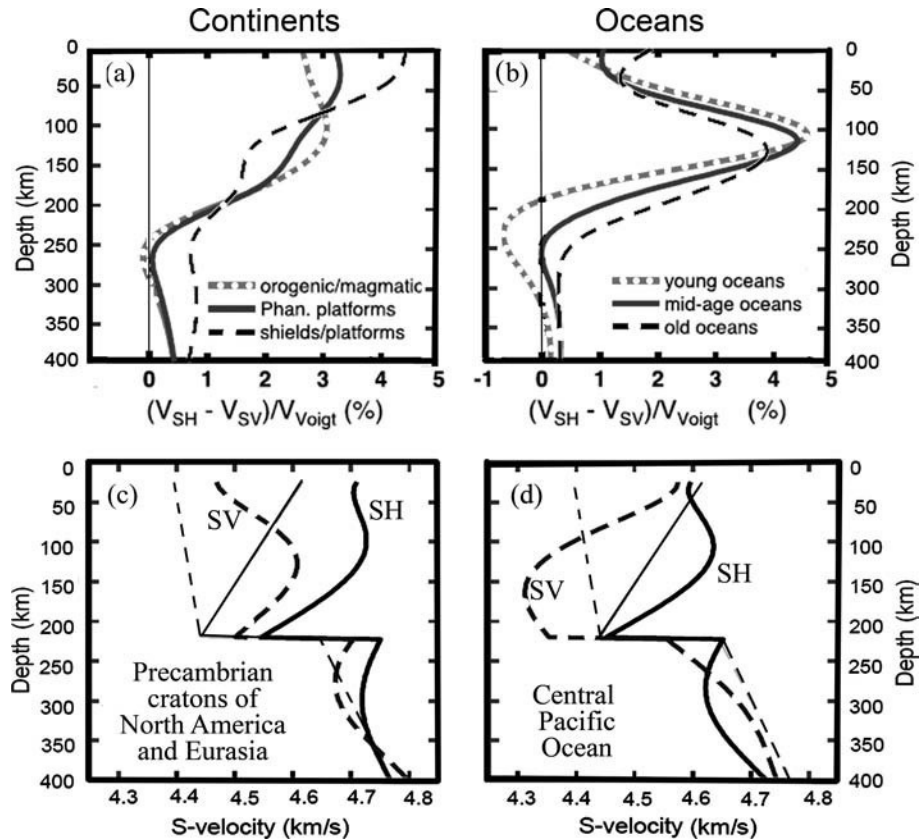 Continents
Oceans
(a)
0
50
100
150
200
250
300
350
400
Depth (km)
orogenic/magmatic
Phan. platforms
shields/platforms
0 1 2 3 4 5
(V_SH - V_SV)/V_Voigt (%)
(b)
0
50
100
150
200
250
300
350
400
Depth (km)
young oceans
mid-age oceans
old oceans
-1 0 1 2 3 4 5
(V_SH - V_SV)/V_Voigt (%)
(c)
0
50
100
150
200
250
300
350
400
Depth (km)
SV
SH
Precambrian
cratons of
North America
and Eurasia
4.3 4.4 4.5 4.6 4.7 4.8
S-velocity (km/s)
(d)
0
50
100
150
200
250
300
350
400
Depth (km)
SV
SH
Central
Pacific
Ocean
4.3 4.4 4.5 4.6 4.7 4.8
S-velocity (km/s)